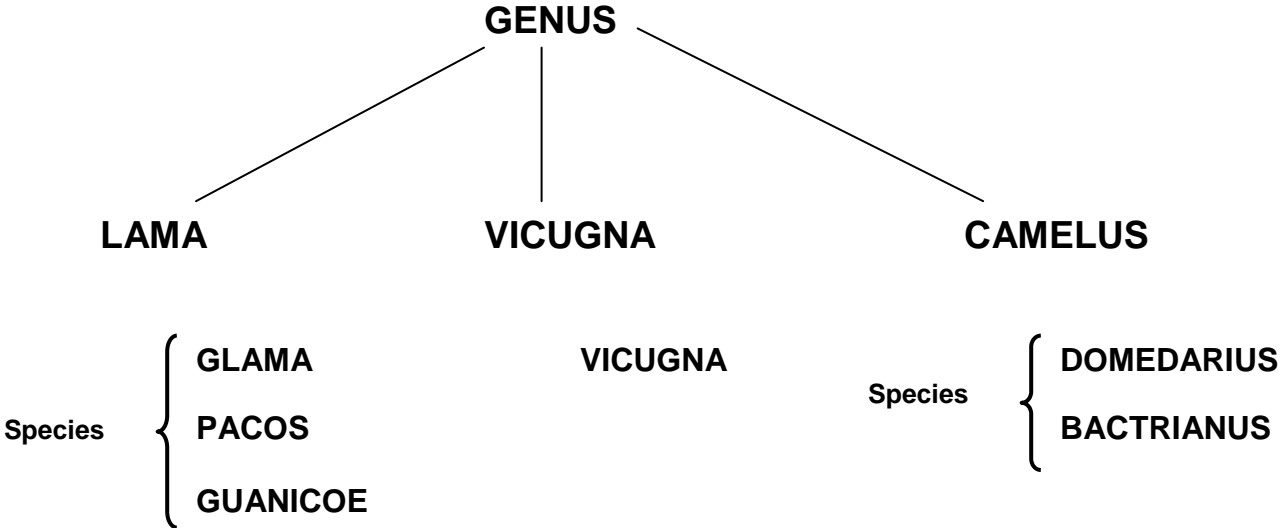 GENUS
LAMA VICUGNA CAMELUS
GLAMA VICUGNA DOMEDARIUS
Species
Species PACOS BACTRIANUS
GUANICOE